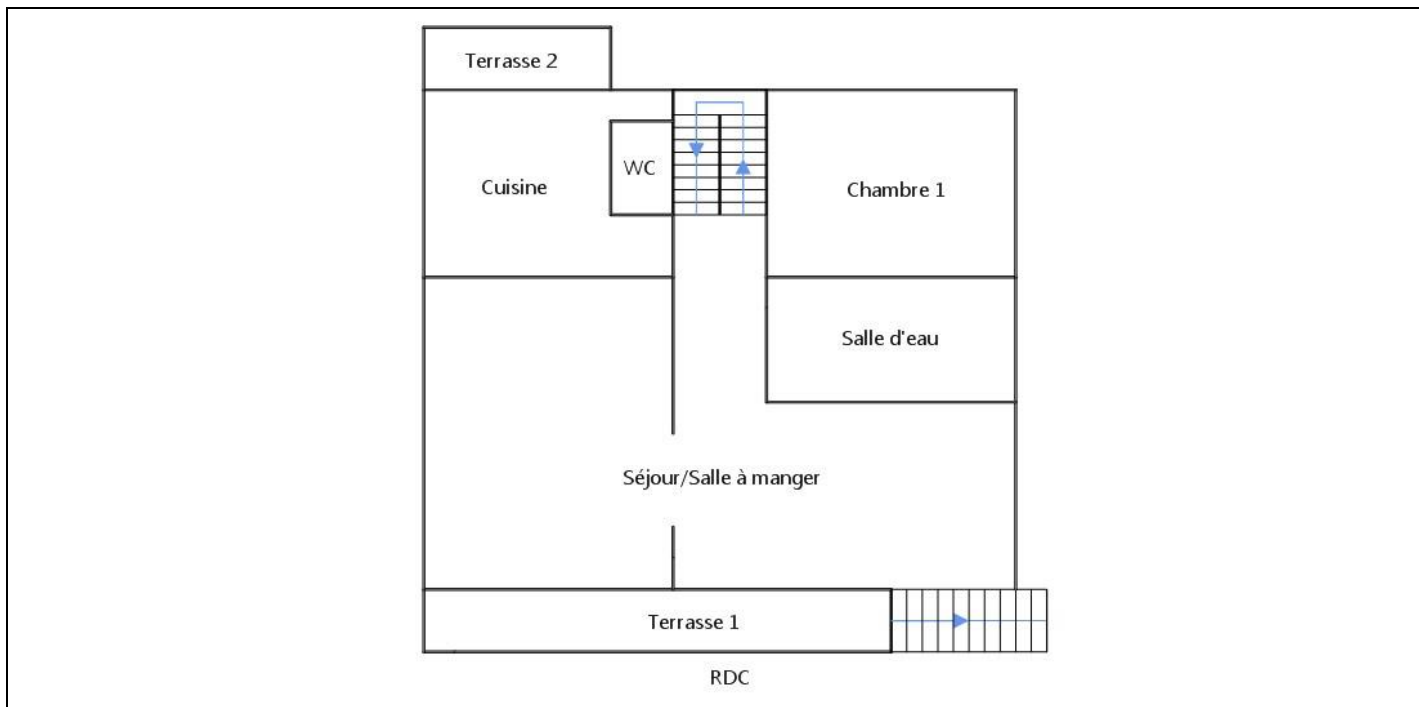 Terrasse 2
WC
Cuisine
Chambre 1
Salle d'eau
Séjour/Salle à manger
Terrasse 1
RDC